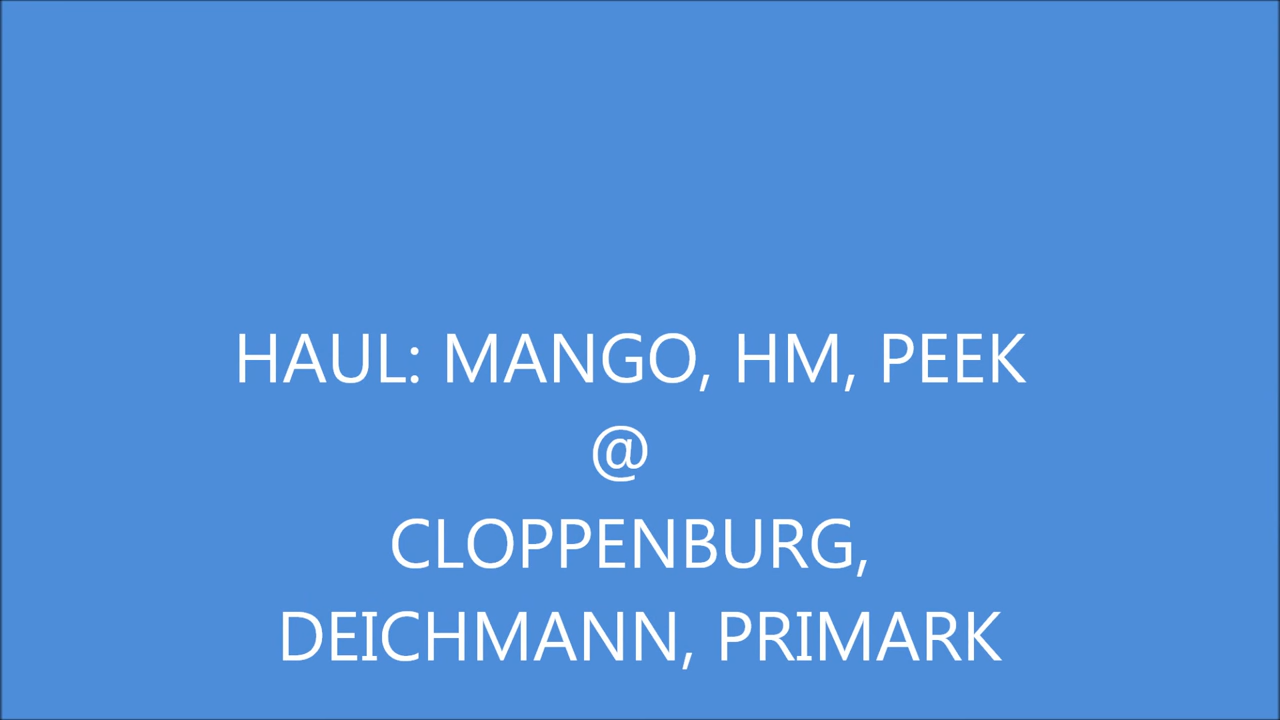 HAUL: MANGO, HM, PEEK
@
CLOPPENBURG,
DEICHMANN, PRIMARK